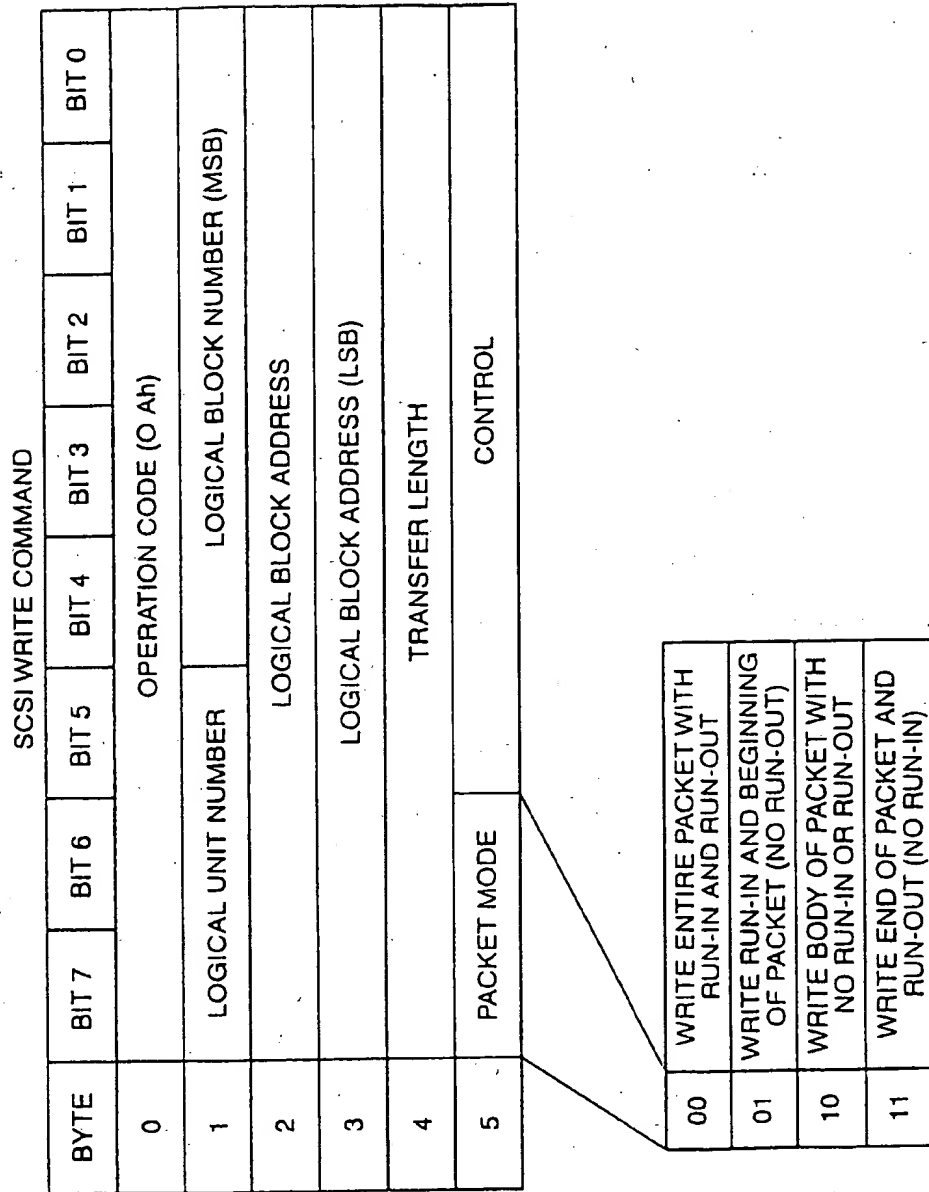 SCSI WRITE COMMAND
BYTE BIT 7 BIT 6 BIT 5 BIT 4 BIT 3 BIT 2 BIT 1 BIT 0
0 OPERATION CODE (O Ah)
1 LOGICAL UNIT NUMBER LOGICAL BLOCK NUMBER (MSB)
2 LOGICAL BLOCK ADDRESS
3 LOGICAL BLOCK ADDRESS (LSB)
4 TRANSFER LENGTH
5 PACKET MODE CONTROL
00 WRITE ENTIRE PACKET WITH
RUN-IN AND RUN-OUT
01 WRITE RUN-IN AND BEGINNING
OF PACKET (NO RUN-OUT)
10 WRITE BODY OF PACKET WITH
NO RUN-IN OR RUN-OUT
11 WRITE END OF PACKET AND
RUN-OUT (NO RUN-IN)